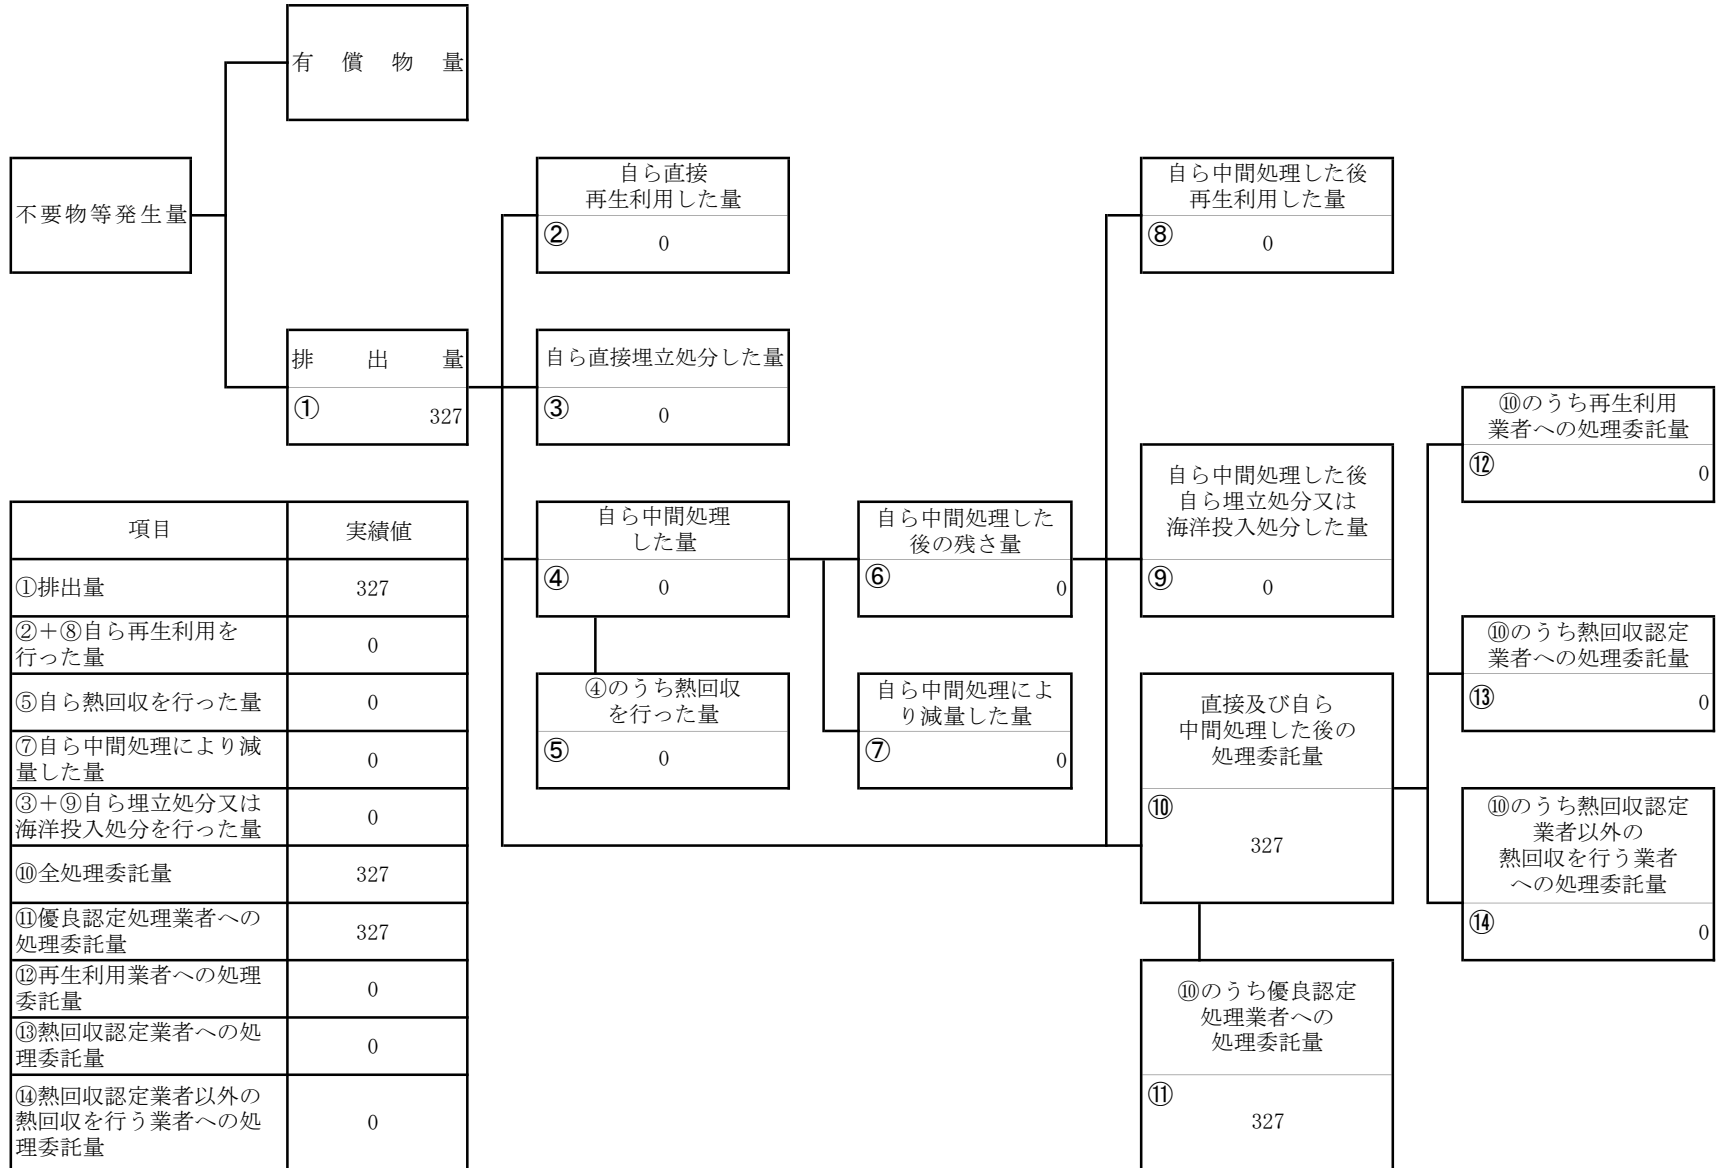 有償物量
不要物等発生量
自ら直接
再生利用した量
② 0
自ら中間処理した後
再生利用した量
⑧ 0
排出量
① 327
自ら直接埋立処分した量
③ 0
⑩のうち再生利用
業者への処理委託量
⑫ 0
自ら中間処理した後
自ら埋立処分又は
海洋投入処分した量
⑨ 0
自ら中間処理
した量
④ 0
自ら中間処理した
後の残さ量
⑥ 0
⑩のうち熱回収認定
業者への処理委託量
⑬ 0
④のうち熱回収
を行った量
⑤ 0
自ら中間処理によ
り減量した量
⑦ 0
直接及び自ら
中間処理した後の
処理委託量
⑩
327
⑩のうち熱回収認定
業者以外の
熱回収を行う業者
への処理委託量
⑭ 0
⑩のうち優良認定
処理業者への
処理委託量
⑪
327
項目 実績値
①排出量 327
②＋⑧自ら再生利用を
行った量 0
⑤自ら熱回収を行った量 0
⑦自ら中間処理により減
量した量 0
③＋⑨自ら埋立処分又は
海洋投入処分を行った量 0
⑩全処理委託量 327
⑪優良認定処理業者への
処理委託量 327
⑫再生利用業者への処理
委託量 0
⑬熱回収認定業者への処
理委託量 0
⑭熱回収認定業者以外の
熱回収を行う業者への処
理委託量 0